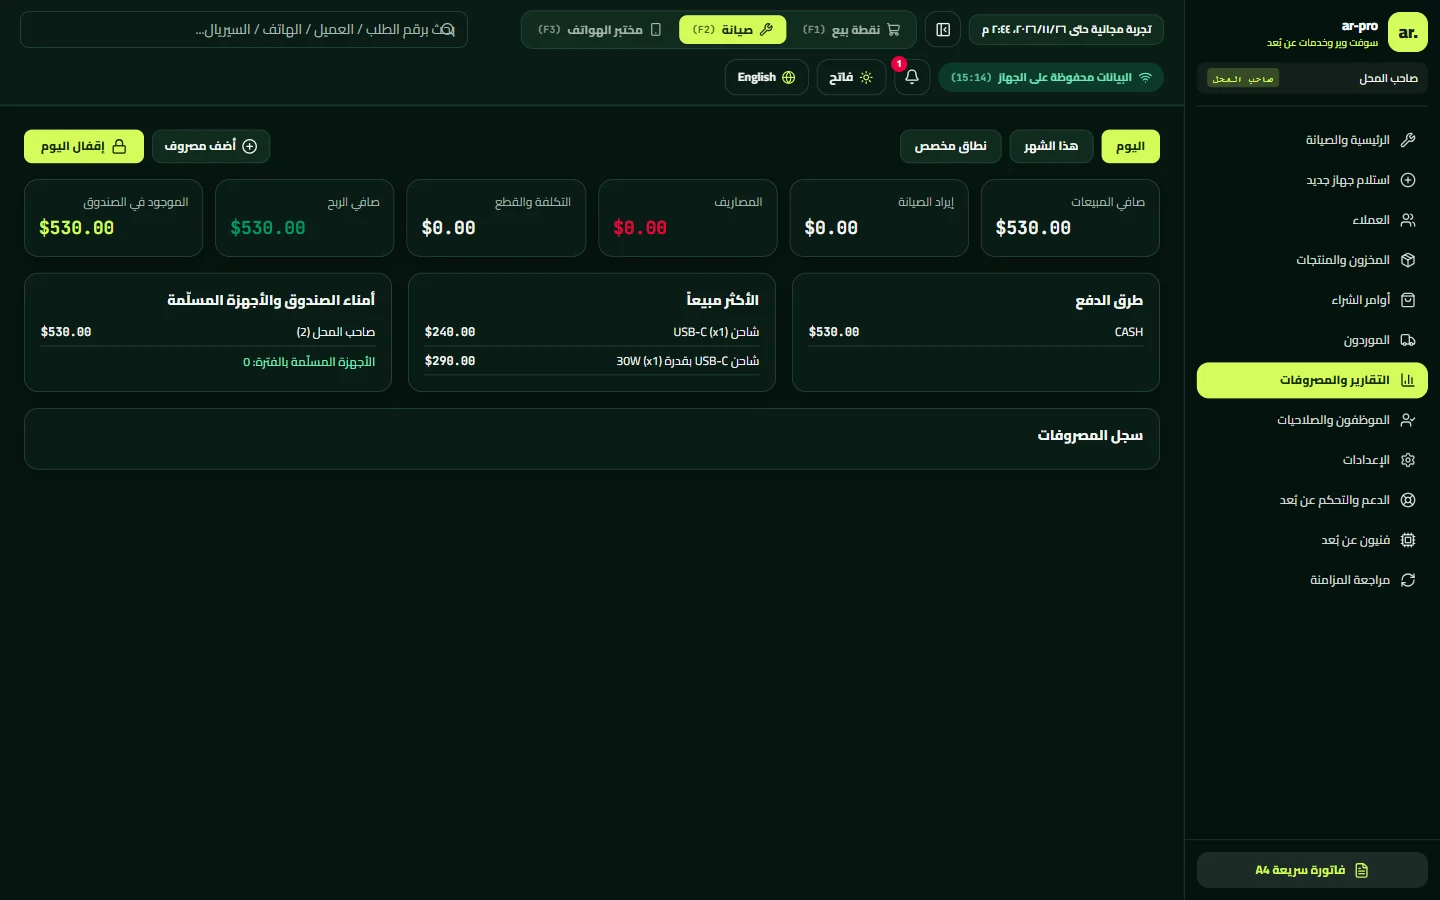 ar-pro
سوفت وير وخدمات عن بُعد
ar.
صاحب المحل
صاحب المحل
الرئيسية والصيانة
استلام جهاز جديد
العملاء
المخزون والمنتجات
أوامر الشراء
الموردون
التقارير والمصروفات
الموظفون والصلاحيات
الإعدادات
الدعم والتحكم عن بُعد
فنيون عن بُعد
مراجعة المزامنة
فاتورة سريعة A4
تجربة مجانية حتى ٢٠٢٦/١١/٢٦، ٢:٤٤ م
نقطة بيع (F1)
صيانة (F2)
مختبر الهواتف (F3)
برقم الطلب / العميل / الهاتف / السيريال...
البيانات محفوظة على الجهاز (15:14)
1
فاتح
English
اليوم
هذا الشهر
نطاق مخصص
أضف مصروف
إقفال اليوم
صافي المبيعات
$530.00
إيراد الصيانة
$0.00
المصاريف
$0.00
التكلفة والقطع
$0.00
صافي الربح
$530.00
الموجود في الصندوق
$530.00
طرق الدفع
CASH $530.00
الأكثر مبيعاً
شاحن USB-C (x1) $240.00
شاحن USB-C بقدرة 30W (x1) $290.00
أمناء الصندوق والأجهزة المسلّمة
صاحب المحل (2) $530.00
الأجهزة المسلّمة بالفترة: 0
سجل المصروفات